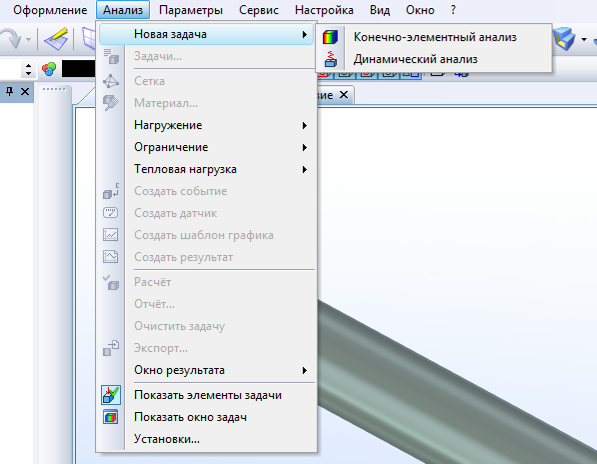 Оформление Анализ Параметры Сервис Настройка Вид Окно ?
Новая задача
Конечно-элементный анализ
Задачи...
Динамический анализ
Сетка
Материал...
вие
Нагружение
Ограничение
Тепловая нагрузка
Создать событие
Создать датчик
Создать шаблон графика
Создать результат
Расчёт
Отчёт...
Очистить задачу
Экспорт...
Окно результата
Показать элементы задачи
Показать окно задач
Установки...